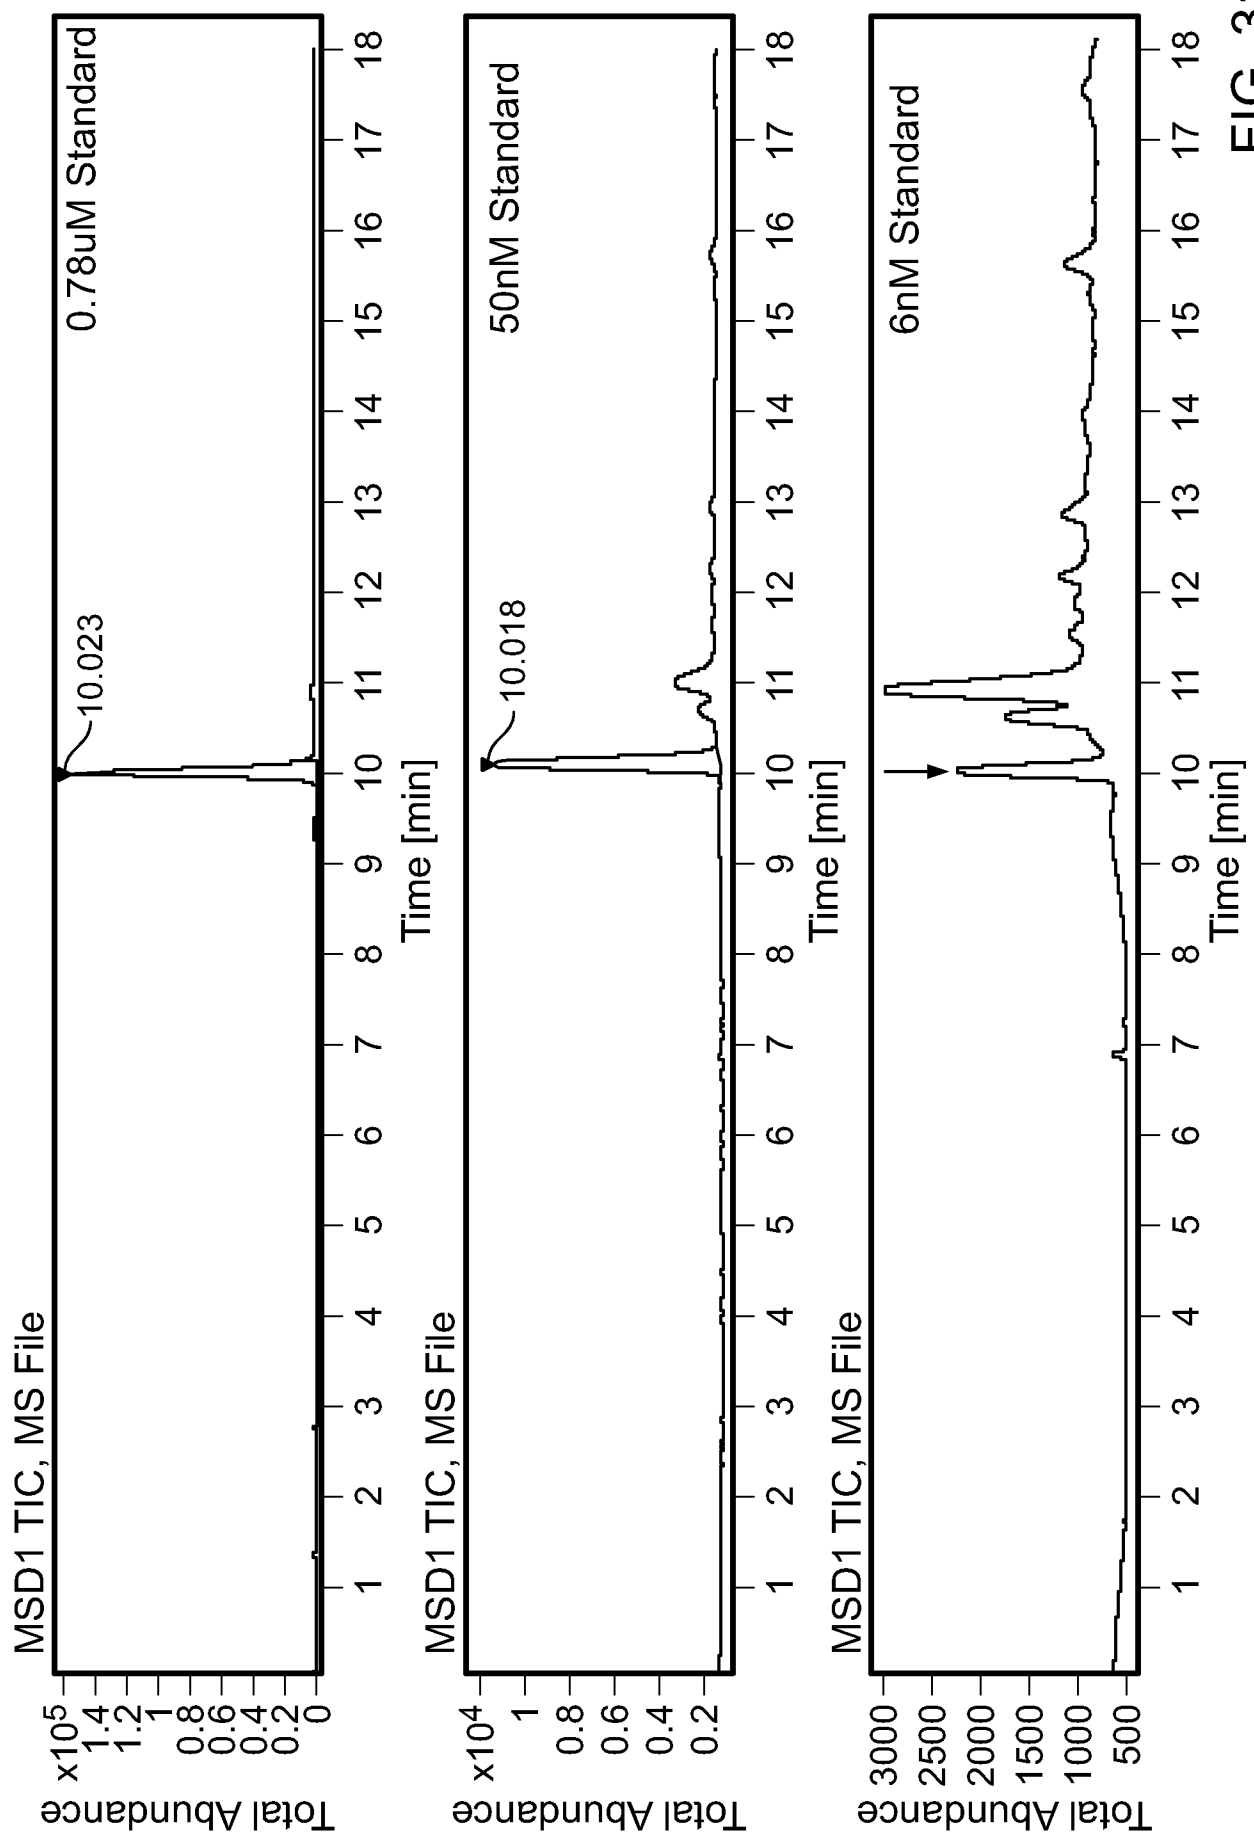 MSD1 TIC, MS File
Total Abundance
x10⁵
1.4
1.2
1
0.8
0.6
0.4
0.2
0
10.023
0.78uM Standard
1 2 3 4 5 6 7 8 9 10 11 12 13 14 15 16 17 18
Time [min]
MSD1 TIC, MS File
Total Abundance
x10⁴
1
0.8
0.6
0.4
0.2
10.018
50nM Standard
1 2 3 4 5 6 7 8 9 10 11 12 13 14 15 16 17 18
Time [min]
MSD1 TIC, MS File
Total Abundance
3000
2500
2000
1500
1000
500
6nM Standard
1 2 3 4 5 6 7 8 9 10 11 12 13 14 15 16 17 18
Time [min]
FIG.